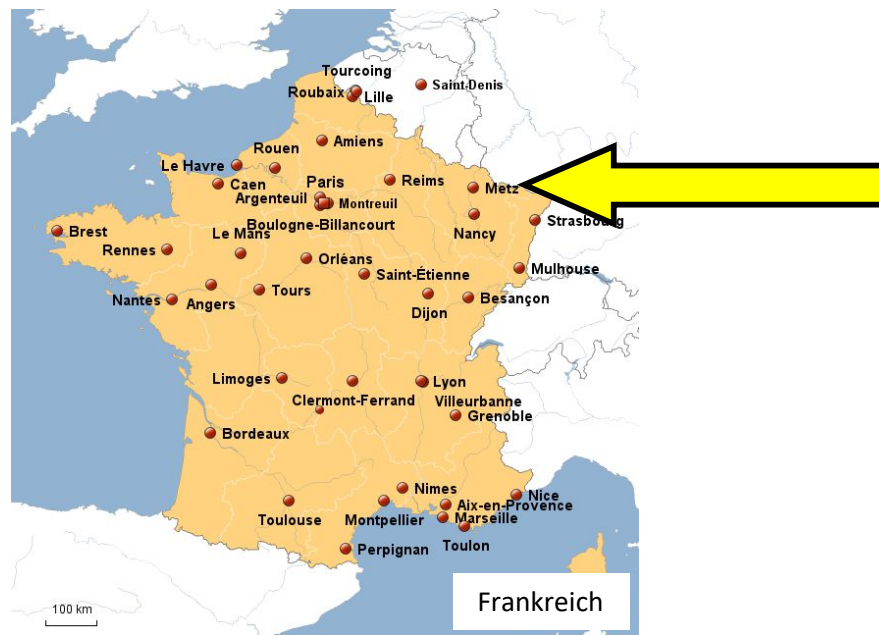 Tourcoing
Saint-Denis
Roubaix
Lille
Amiens
Rouen
Le Havre
Caen
Paris
Reims
Metz
Argenteuil
Montreuil
Boulogne-Billancourt
Nancy
Strasbourg
Brest
Rennes
Le Mans
Orléans
Saint-Étienne
Mulhouse
Nantes
Angers
Tours
Dijon
Besançon
Limoges
Clermont-Ferrand
Lyon
Villeurbanne
Grenoble
Bordeaux
Nimes
Nice
Aix-en-Provence
Toulouse
Montpellier
Marseille
Toulon
Perpignan
100 km
Frankreich